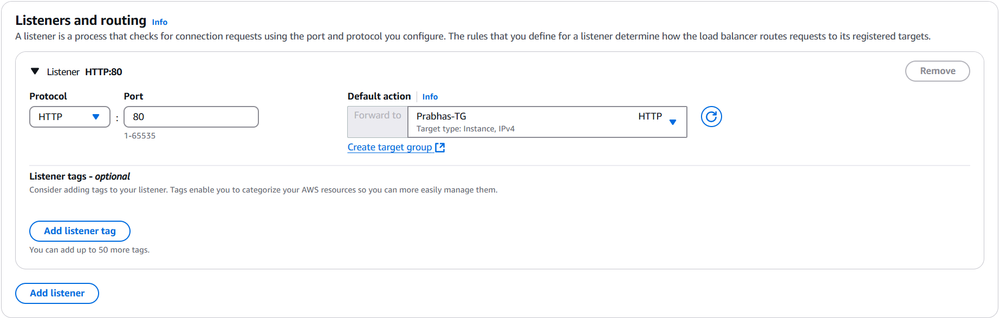 Listeners and routing Info
A listener is a process that checks for connection requests using the port and protocol you configure. The rules that you define for a listener determine how the load balancer routes requests to its registered targets.
Listener HTTP:80
Remove
Protocol
Port
Default action Info
HTTP
:
80
1-65535
Forward to
Prabhas-TG
HTTP
Target type: Instance, IPv4
Create target group
Listener tags - optional
Consider adding tags to your listener. Tags enable you to categorize your AWS resources so you can more easily manage them.
Add listener tag
You can add up to 50 more tags.
Add listener